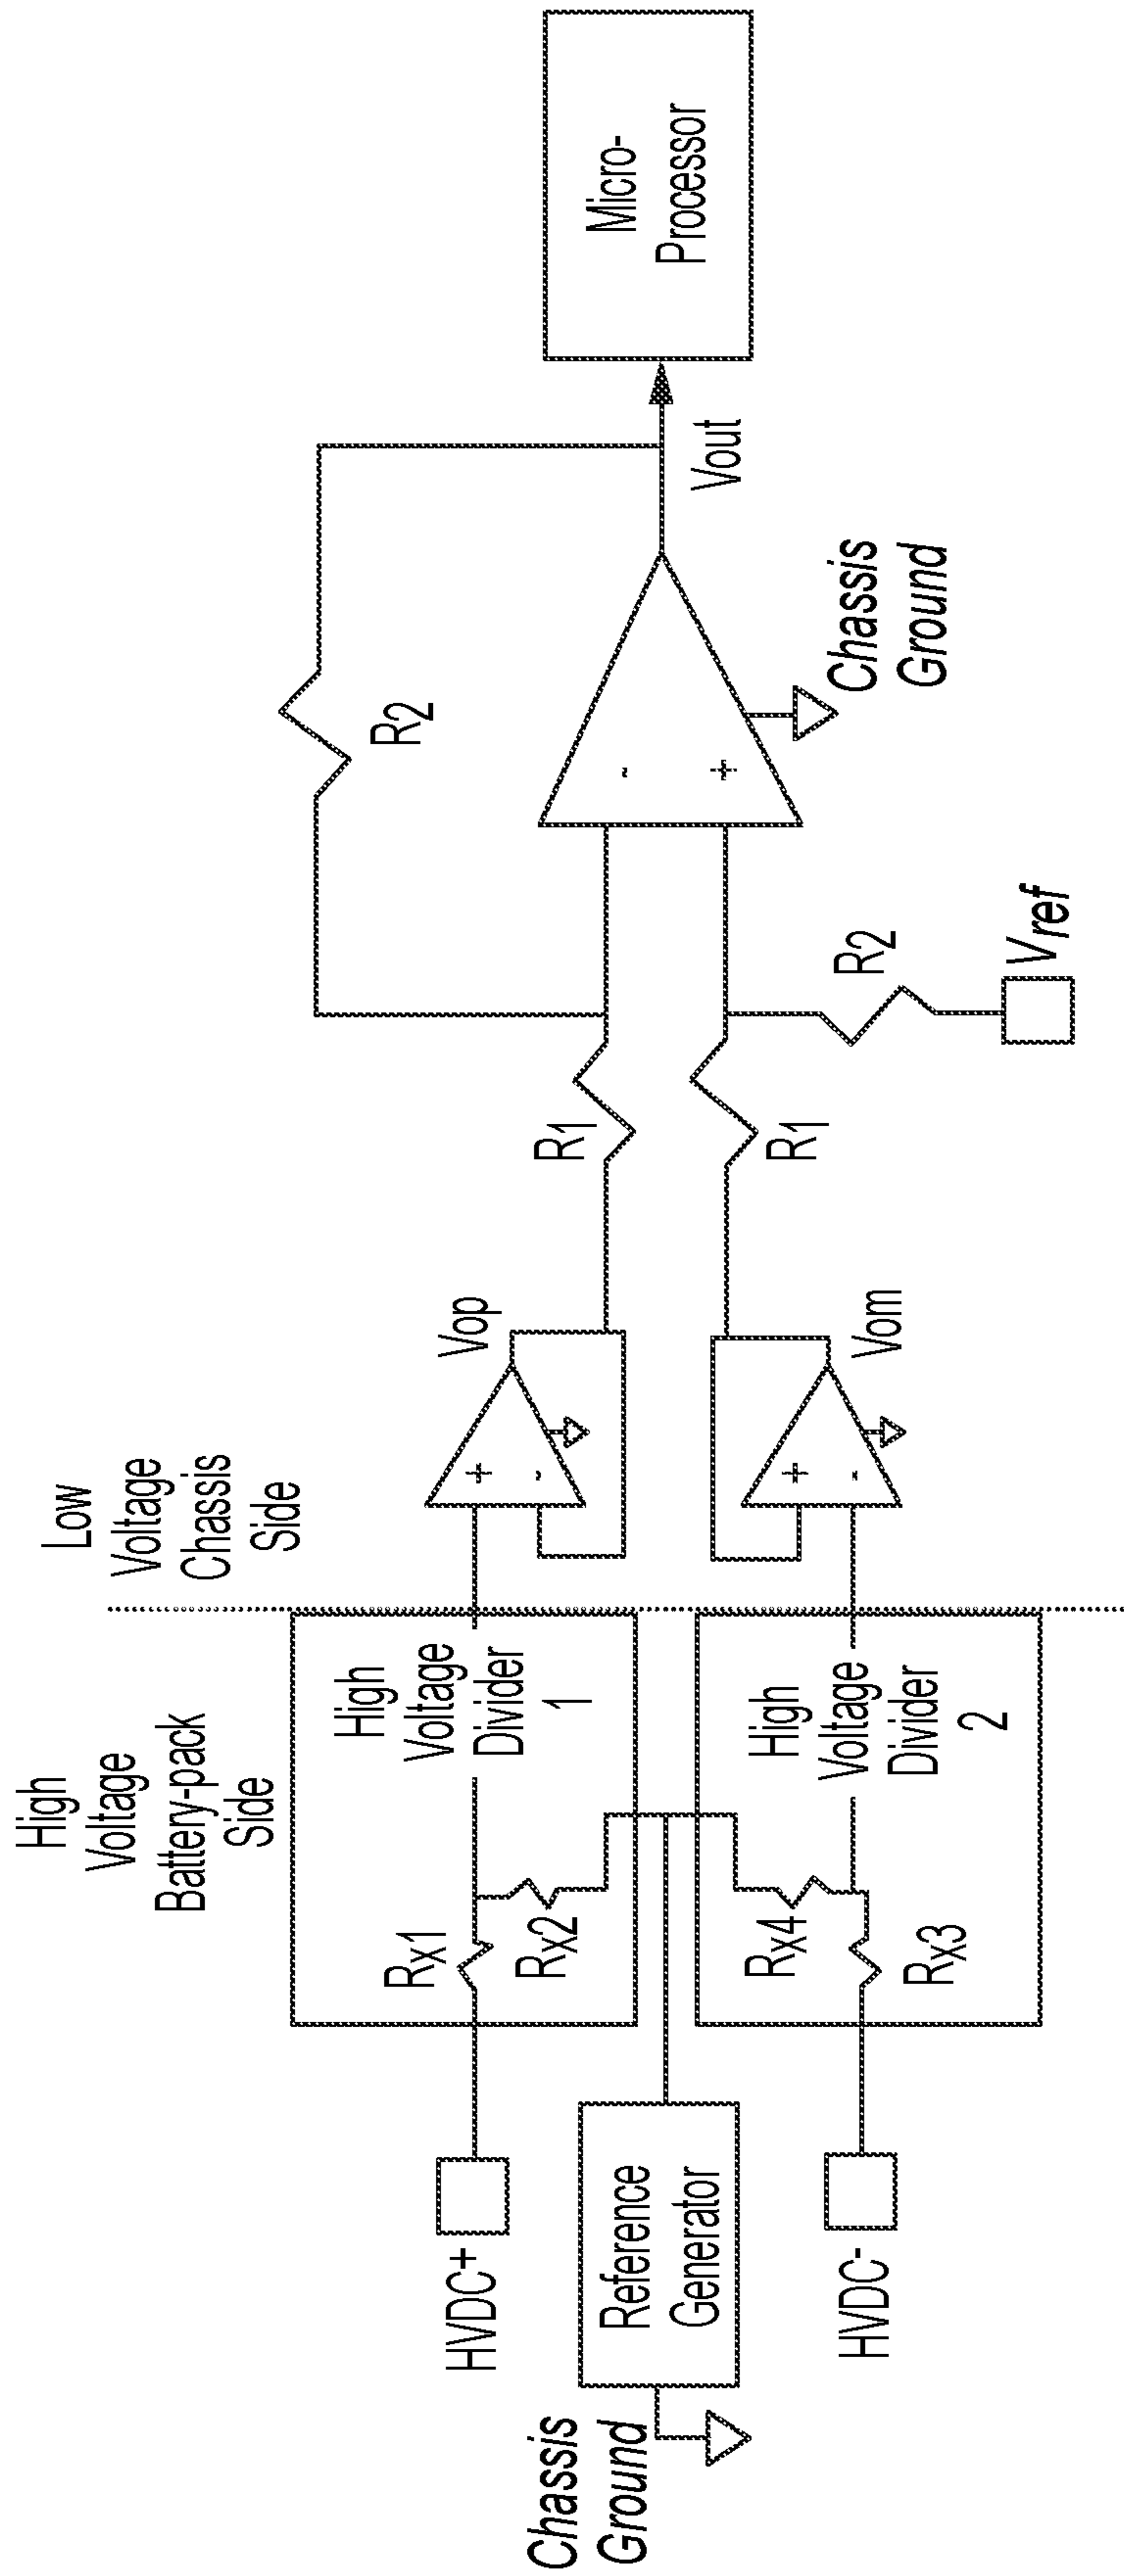 High
Voltage
Battery-pack
Side
Low
Voltage
Chassis
Side
HVDC+
Rx1
Rx2
High
Voltage
Divider
1
+
-
Vop
R1
R2
Chassis
Ground
Reference
Generator
HVDC-
Rx4
Rx3
High
Voltage
Divider
2
+
-
Vom
R1
R2
Vref
-
+
Chassis
Ground
Vout
Micro-
Processor